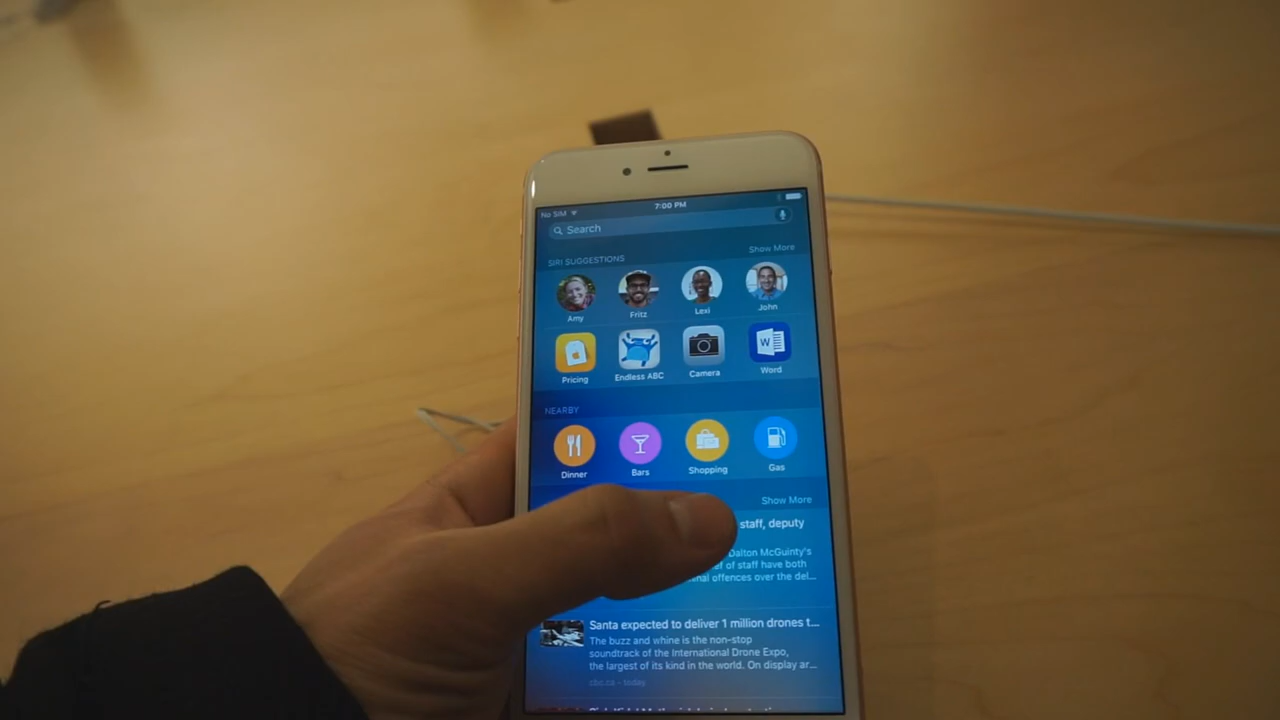 No SIM 7:00 PM
Search
SIRI SUGGESTIONS Show More
Amy Fritz Lexi John
Pricing Endless ABC Camera Word
NEARBY
Dinner Bars Shopping Gas
Show More
staff, deputy
Dalton McGuinty's
of staff have both
offences over the del...
Santa expected to deliver 1 million drones t...
The buzz and whine is the non-stop
soundtrack of the International Drone Expo,
the largest of its kind in the world. On display ar...
cbc.ca - today